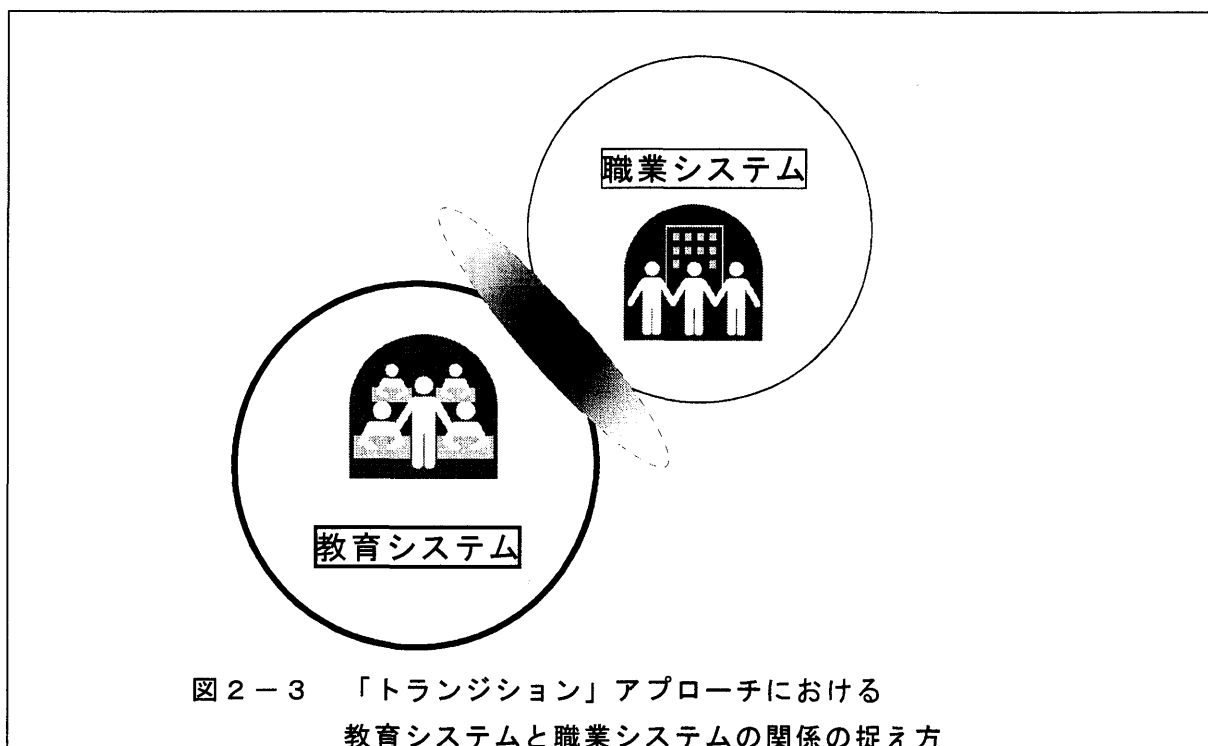 職業システム
教育システム
図2－3　「トランジション」アプローチにおける
教育システムと職業システムの関係の捉え方